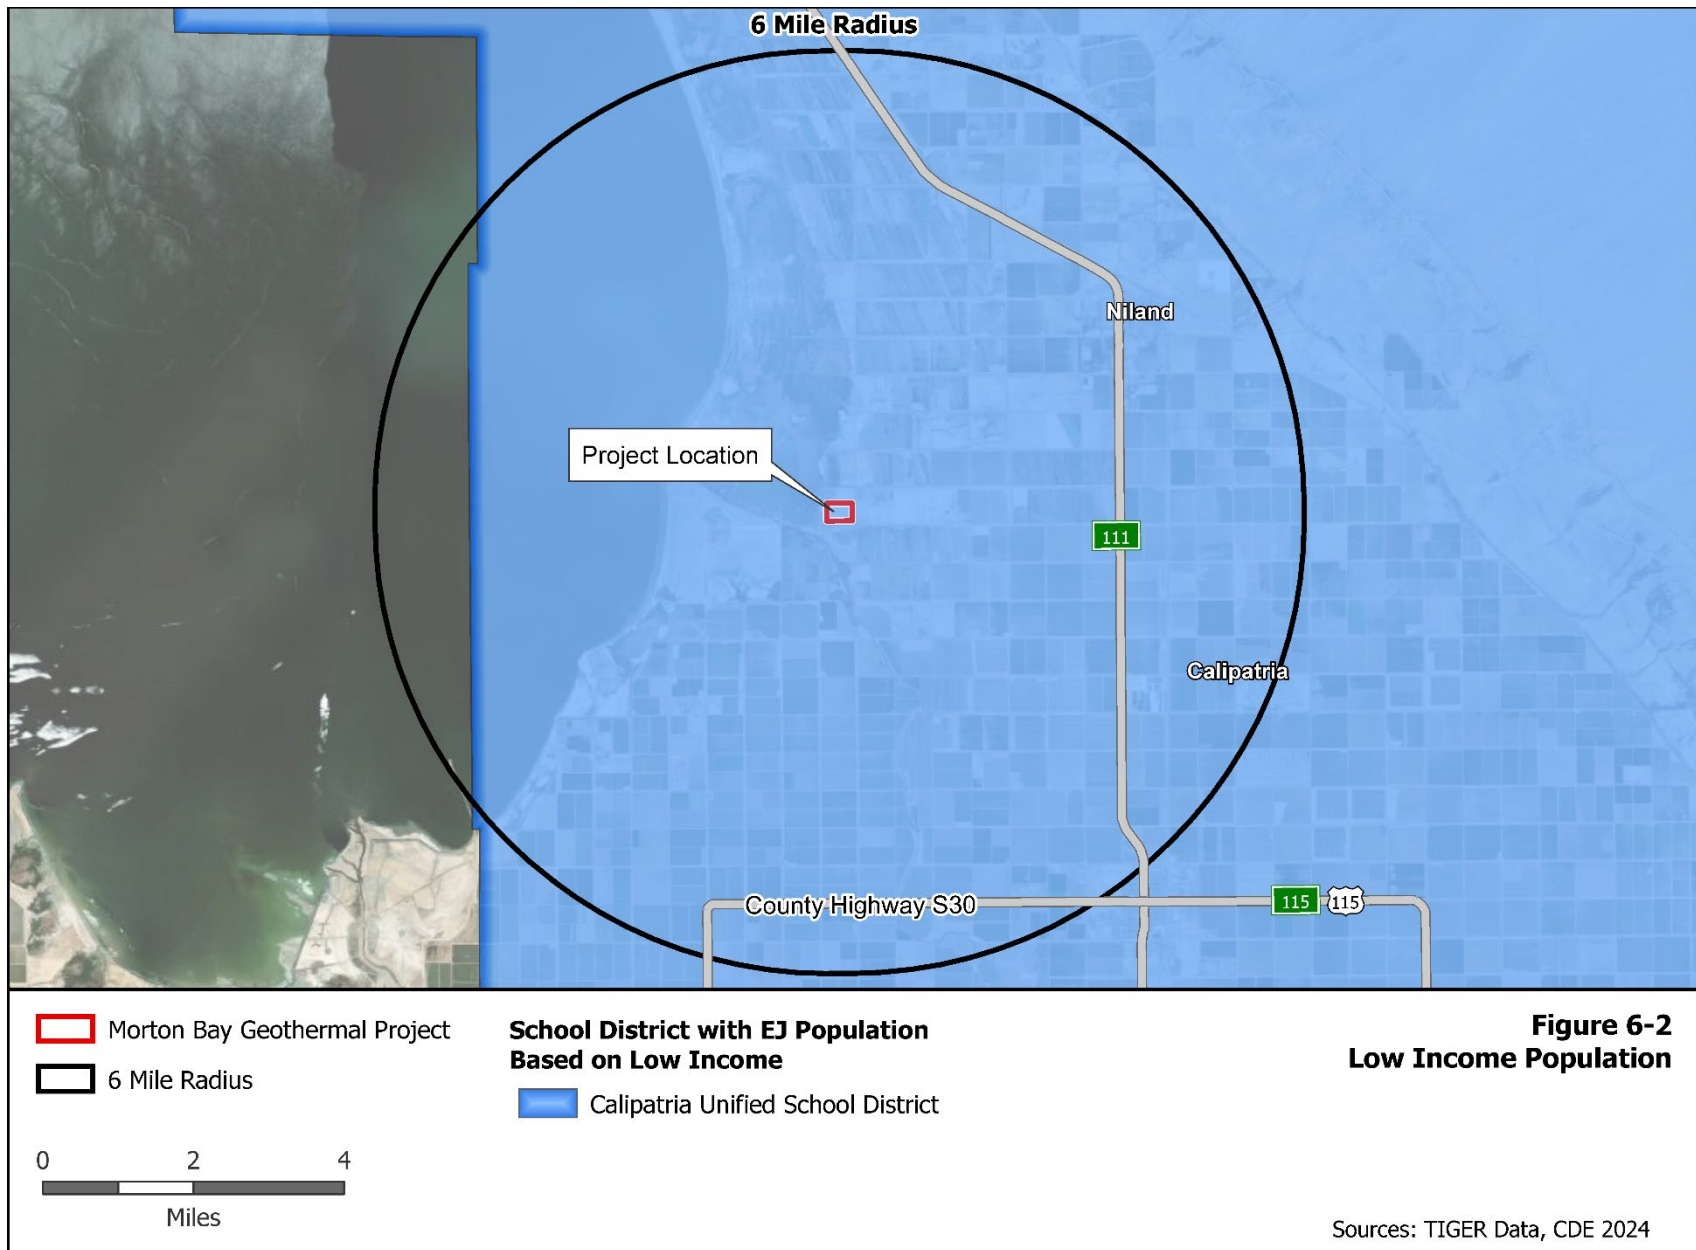 6 Mile Radius
Niland
Project Location
111
Calipatria
County Highway S30
115
115
Morton Bay Geothermal Project
6 Mile Radius
School District with EJ Population
Based on Low Income
Calipatria Unified School District
Figure 6-2
Low Income Population
0 2 4
Miles
Sources: TIGER Data, CDE 2024